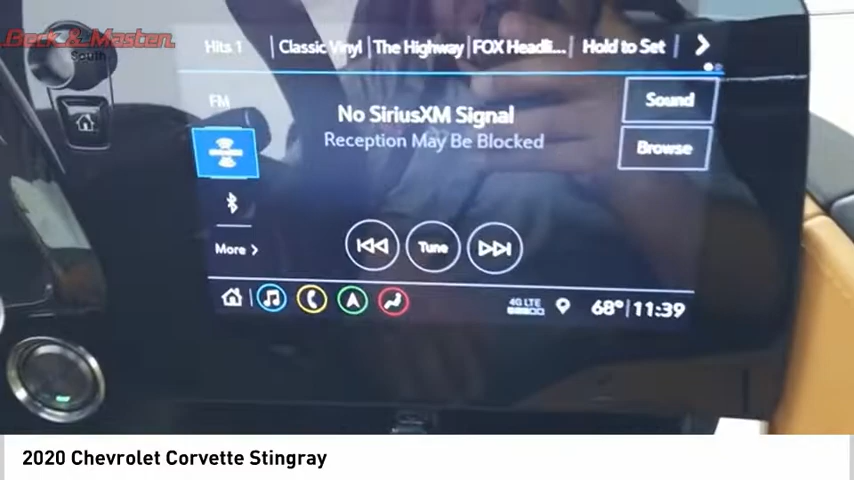 Beck & Masten
South
Hits 1 | Classic Vinyl | The Highway | FOX Headli... | Hold to Set
FM
No SiriusXM Signal
Sound
Reception May Be Blocked
Browse
More
Tune
4G LTE
68° 11:39
2020 Chevrolet Corvette Stingray